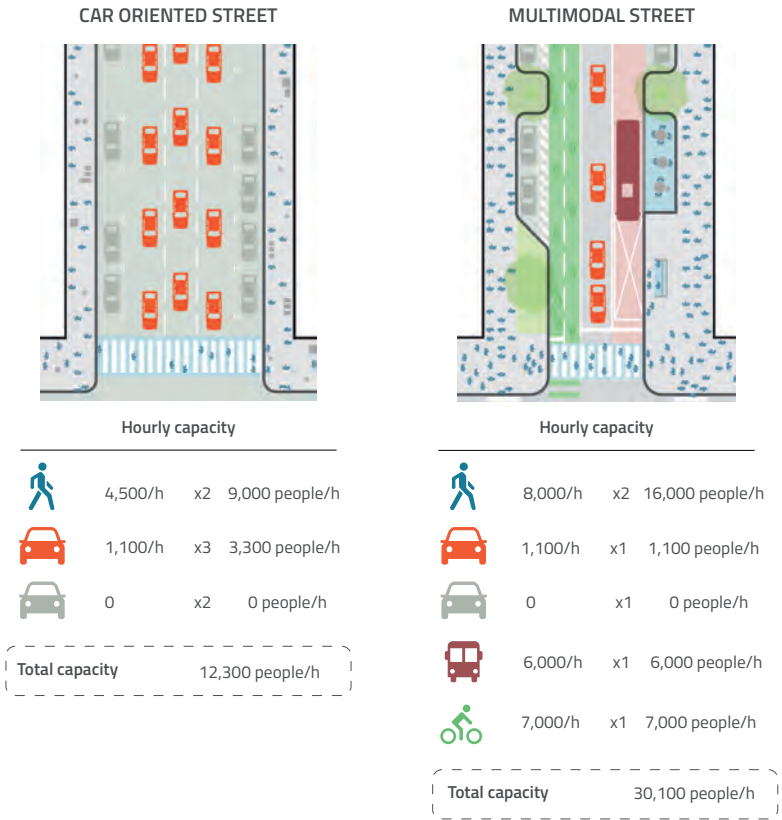 CAR ORIENTED STREET
Hourly capacity
4,500/h x2 9,000 people/h
1,100/h x3 3,300 people/h
0 x2 0 people/h
Total capacity 12,300 people/h
MULTIMODAL STREET
Hourly capacity
8,000/h x2 16,000 people/h
1,100/h x1 1,100 people/h
0 x1 0 people/h
6,000/h x1 6,000 people/h
7,000/h x1 7,000 people/h
Total capacity 30,100 people/h